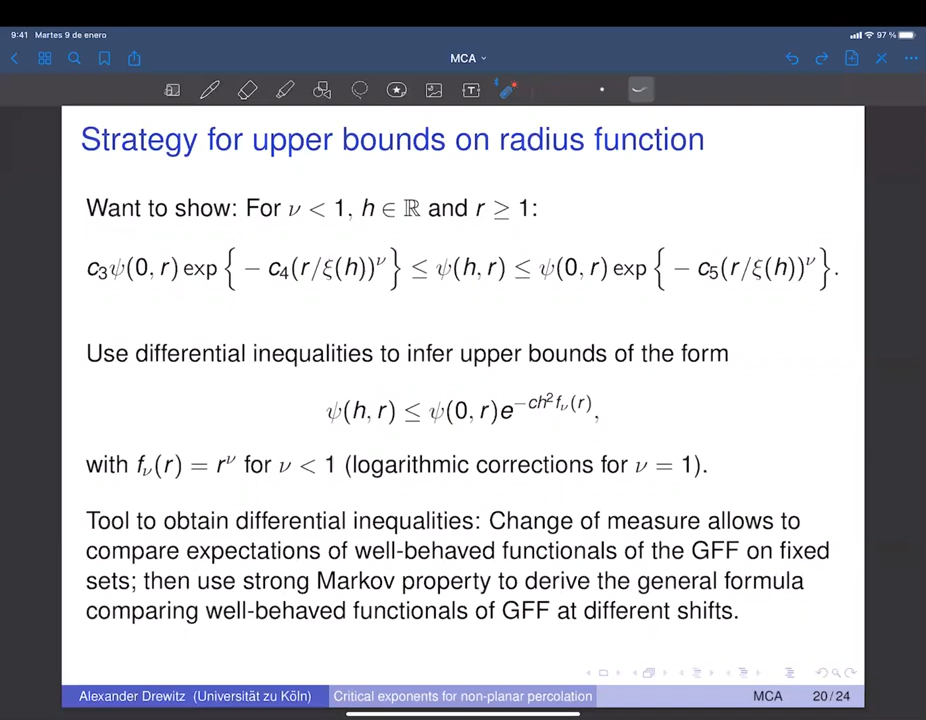 9:41 Martes 9 de enero
97 %
MCA
Strategy for upper bounds on radius function
Want to show: For ν < 1, h ∈ ℝ and r ≥ 1:
c₃ψ(0, r) exp { − c₄(r/ξ(h))^ν } ≤ ψ(h, r) ≤ ψ(0, r) exp { − c₅(r/ξ(h))^ν }.
Use differential inequalities to infer upper bounds of the form
ψ(h, r) ≤ ψ(0, r)e^{−ch² f_ν(r)},
with f_ν(r) = r^ν for ν < 1 (logarithmic corrections for ν = 1).
Tool to obtain differential inequalities: Change of measure allows to
compare expectations of well-behaved functionals of the GFF on fixed
sets; then use strong Markov property to derive the general formula
comparing well-behaved functionals of GFF at different shifts.
Alexander Drewitz (Universität zu Köln) Critical exponents for non-planar percolation MCA 20/24